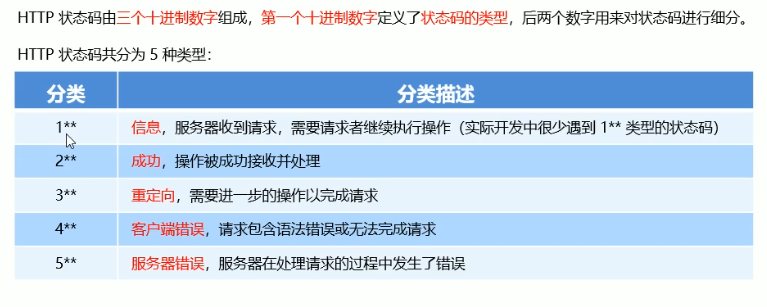 HTTP 状态码由三个十进制数字组成，第一个十进制数字定义了状态码的类型，后两个数字用来对状态码进行细分。
HTTP 状态码共分为 5 种类型：
分类 分类描述
1** 信息，服务器收到请求，需要请求者继续执行操作（实际开发中很少遇到 1** 类型的状态码）
2** 成功，操作被成功接收并处理
3** 重定向，需要进一步的操作以完成请求
4** 客户端错误，请求包含语法错误或无法完成请求
5** 服务器错误，服务器在处理请求的过程中发生了错误